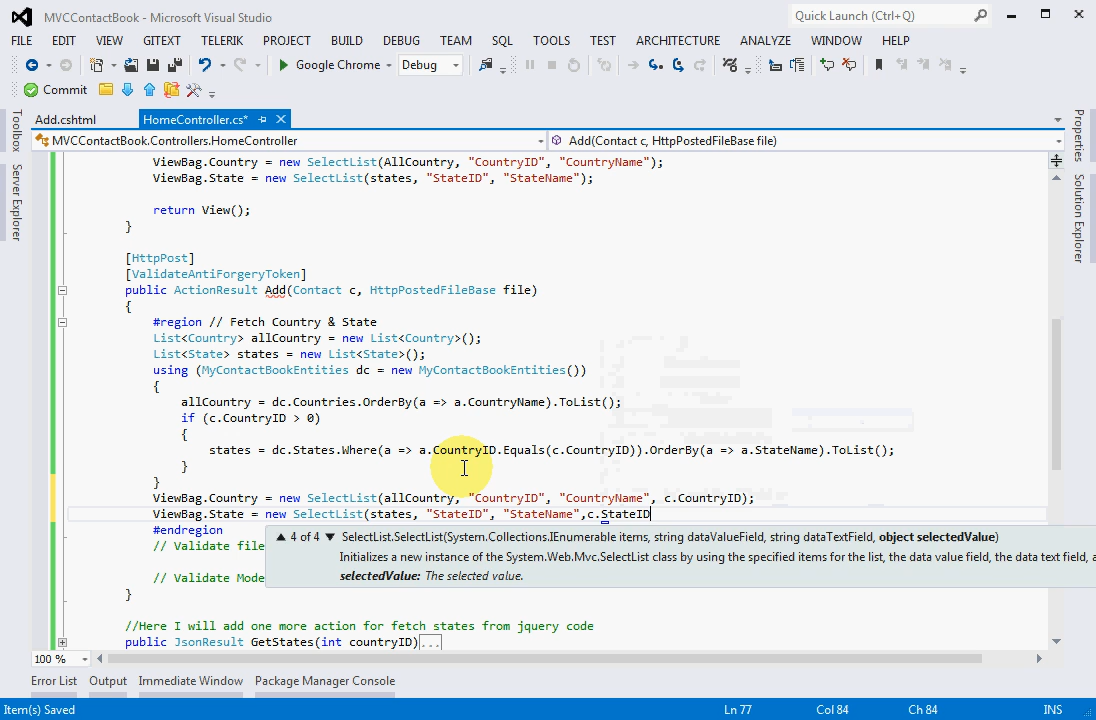 MVCContactBook - Microsoft Visual Studio
Quick Launch (Ctrl+Q)
FILE EDIT VIEW GITEXT TELERIK PROJECT BUILD DEBUG TEAM SQL TOOLS TEST ARCHITECTURE ANALYZE WINDOW HELP
Google Chrome Debug
Commit
Add.cshtml HomeController.cs*
MVCContactBook.Controllers.HomeController Add(Contact c, HttpPostedFileBase file)
Toolbox
Server Explorer
Properties
Solution Explorer
ViewBag.Country = new SelectList(AllCountry, "CountryID", "CountryName");
ViewBag.State = new SelectList(states, "StateID", "StateName");
return View();
}
[HttpPost]
[ValidateAntiForgeryToken]
public ActionResult Add(Contact c, HttpPostedFileBase file)
{
#region // Fetch Country & State
List<Country> allCountry = new List<Country>();
List<State> states = new List<State>();
using (MyContactBookEntities dc = new MyContactBookEntities())
{
allCountry = dc.Countries.OrderBy(a => a.CountryName).ToList();
if (c.CountryID > 0)
{
states = dc.States.Where(a => a.CountryID.Equals(c.CountryID)).OrderBy(a => a.StateName).ToList();
}
}
ViewBag.Country = new SelectList(allCountry, "CountryID", "CountryName", c.CountryID);
ViewBag.State = new SelectList(states, "StateID", "StateName",c.StateID
#endregion
4 of 4 SelectList.SelectList(System.Collections.IEnumerable items, string dataValueField, string dataTextField, object selectedValue)
// Validate file
Initializes a new instance of the System.Web.Mvc.SelectList class by using the specified items for the list, the data value field, the data text field, a
selectedValue: The selected value.
// Validate Mode
}
//Here I will add one more action for fetch states from jquery code
public JsonResult GetStates(int countryID)...
100 %
Error List Output Immediate Window Package Manager Console
Item(s) Saved Ln 77 Col 84 Ch 84 INS